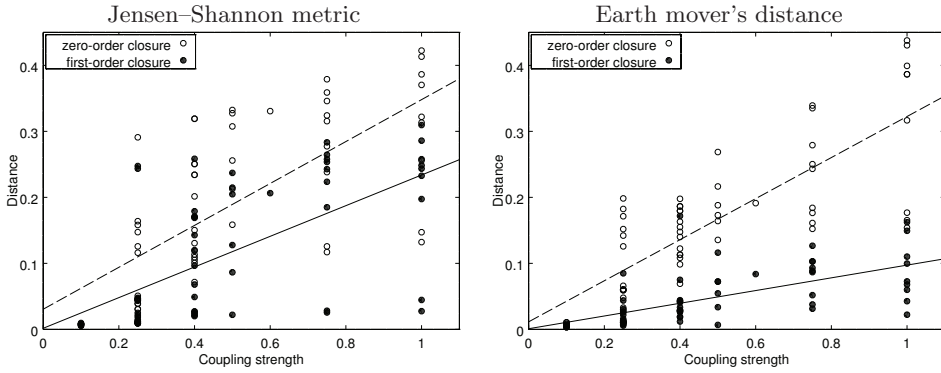 Jensen–Shannon metric
zero-order closure
first-order closure
0.4
0.3
0.2
0.1
0
Distance
0 0.2 0.4 0.6 0.8 1
Coupling strength
Earth mover's distance
zero-order closure
first-order closure
0.4
0.3
0.2
0.1
0
Distance
0 0.2 0.4 0.6 0.8 1
Coupling strength